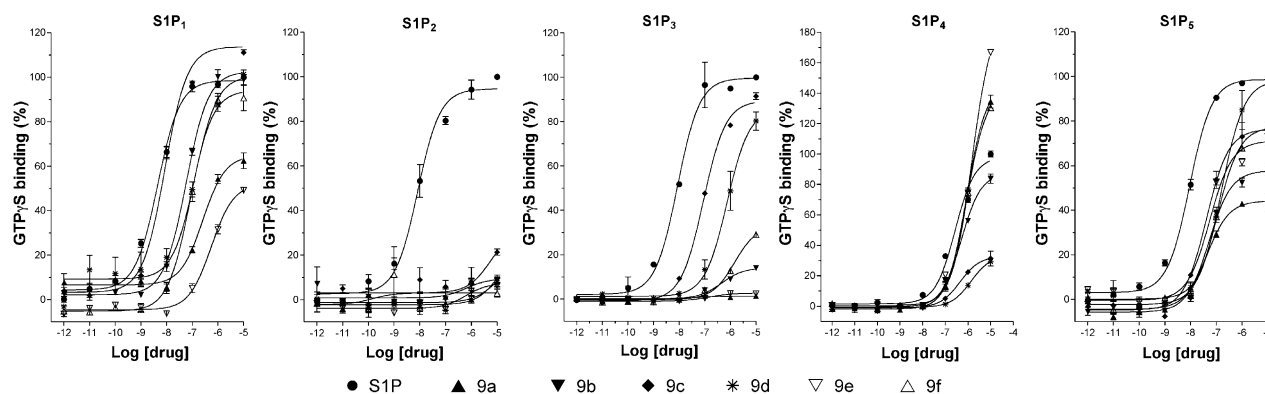 S1P₁ S1P₂ S1P₃ S1P₄ S1P₅
120 120 120 180 120
160
100 100 100 140 100
80 80 80 120 80
100
60 60 60 80 60
40 40 40 60 40
20 20 20 40 20
20
0 0 0 0 0
GTPγS binding (%) GTPγS binding (%) GTPγS binding (%) GTPγS binding (%) GTPγS binding (%)
-12 -11 -10 -9 -8 -7 -6 -5 -12 -11 -10 -9 -8 -7 -6 -5 -12 -11 -10 -9 -8 -7 -6 -5 -12 -11 -10 -9 -8 -7 -6 -5 -4 -12 -11 -10 -9 -8 -7 -6 -5
Log [drug] Log [drug] Log [drug] Log [drug] Log [drug]
S1P 9a 9b 9c 9d 9e 9f